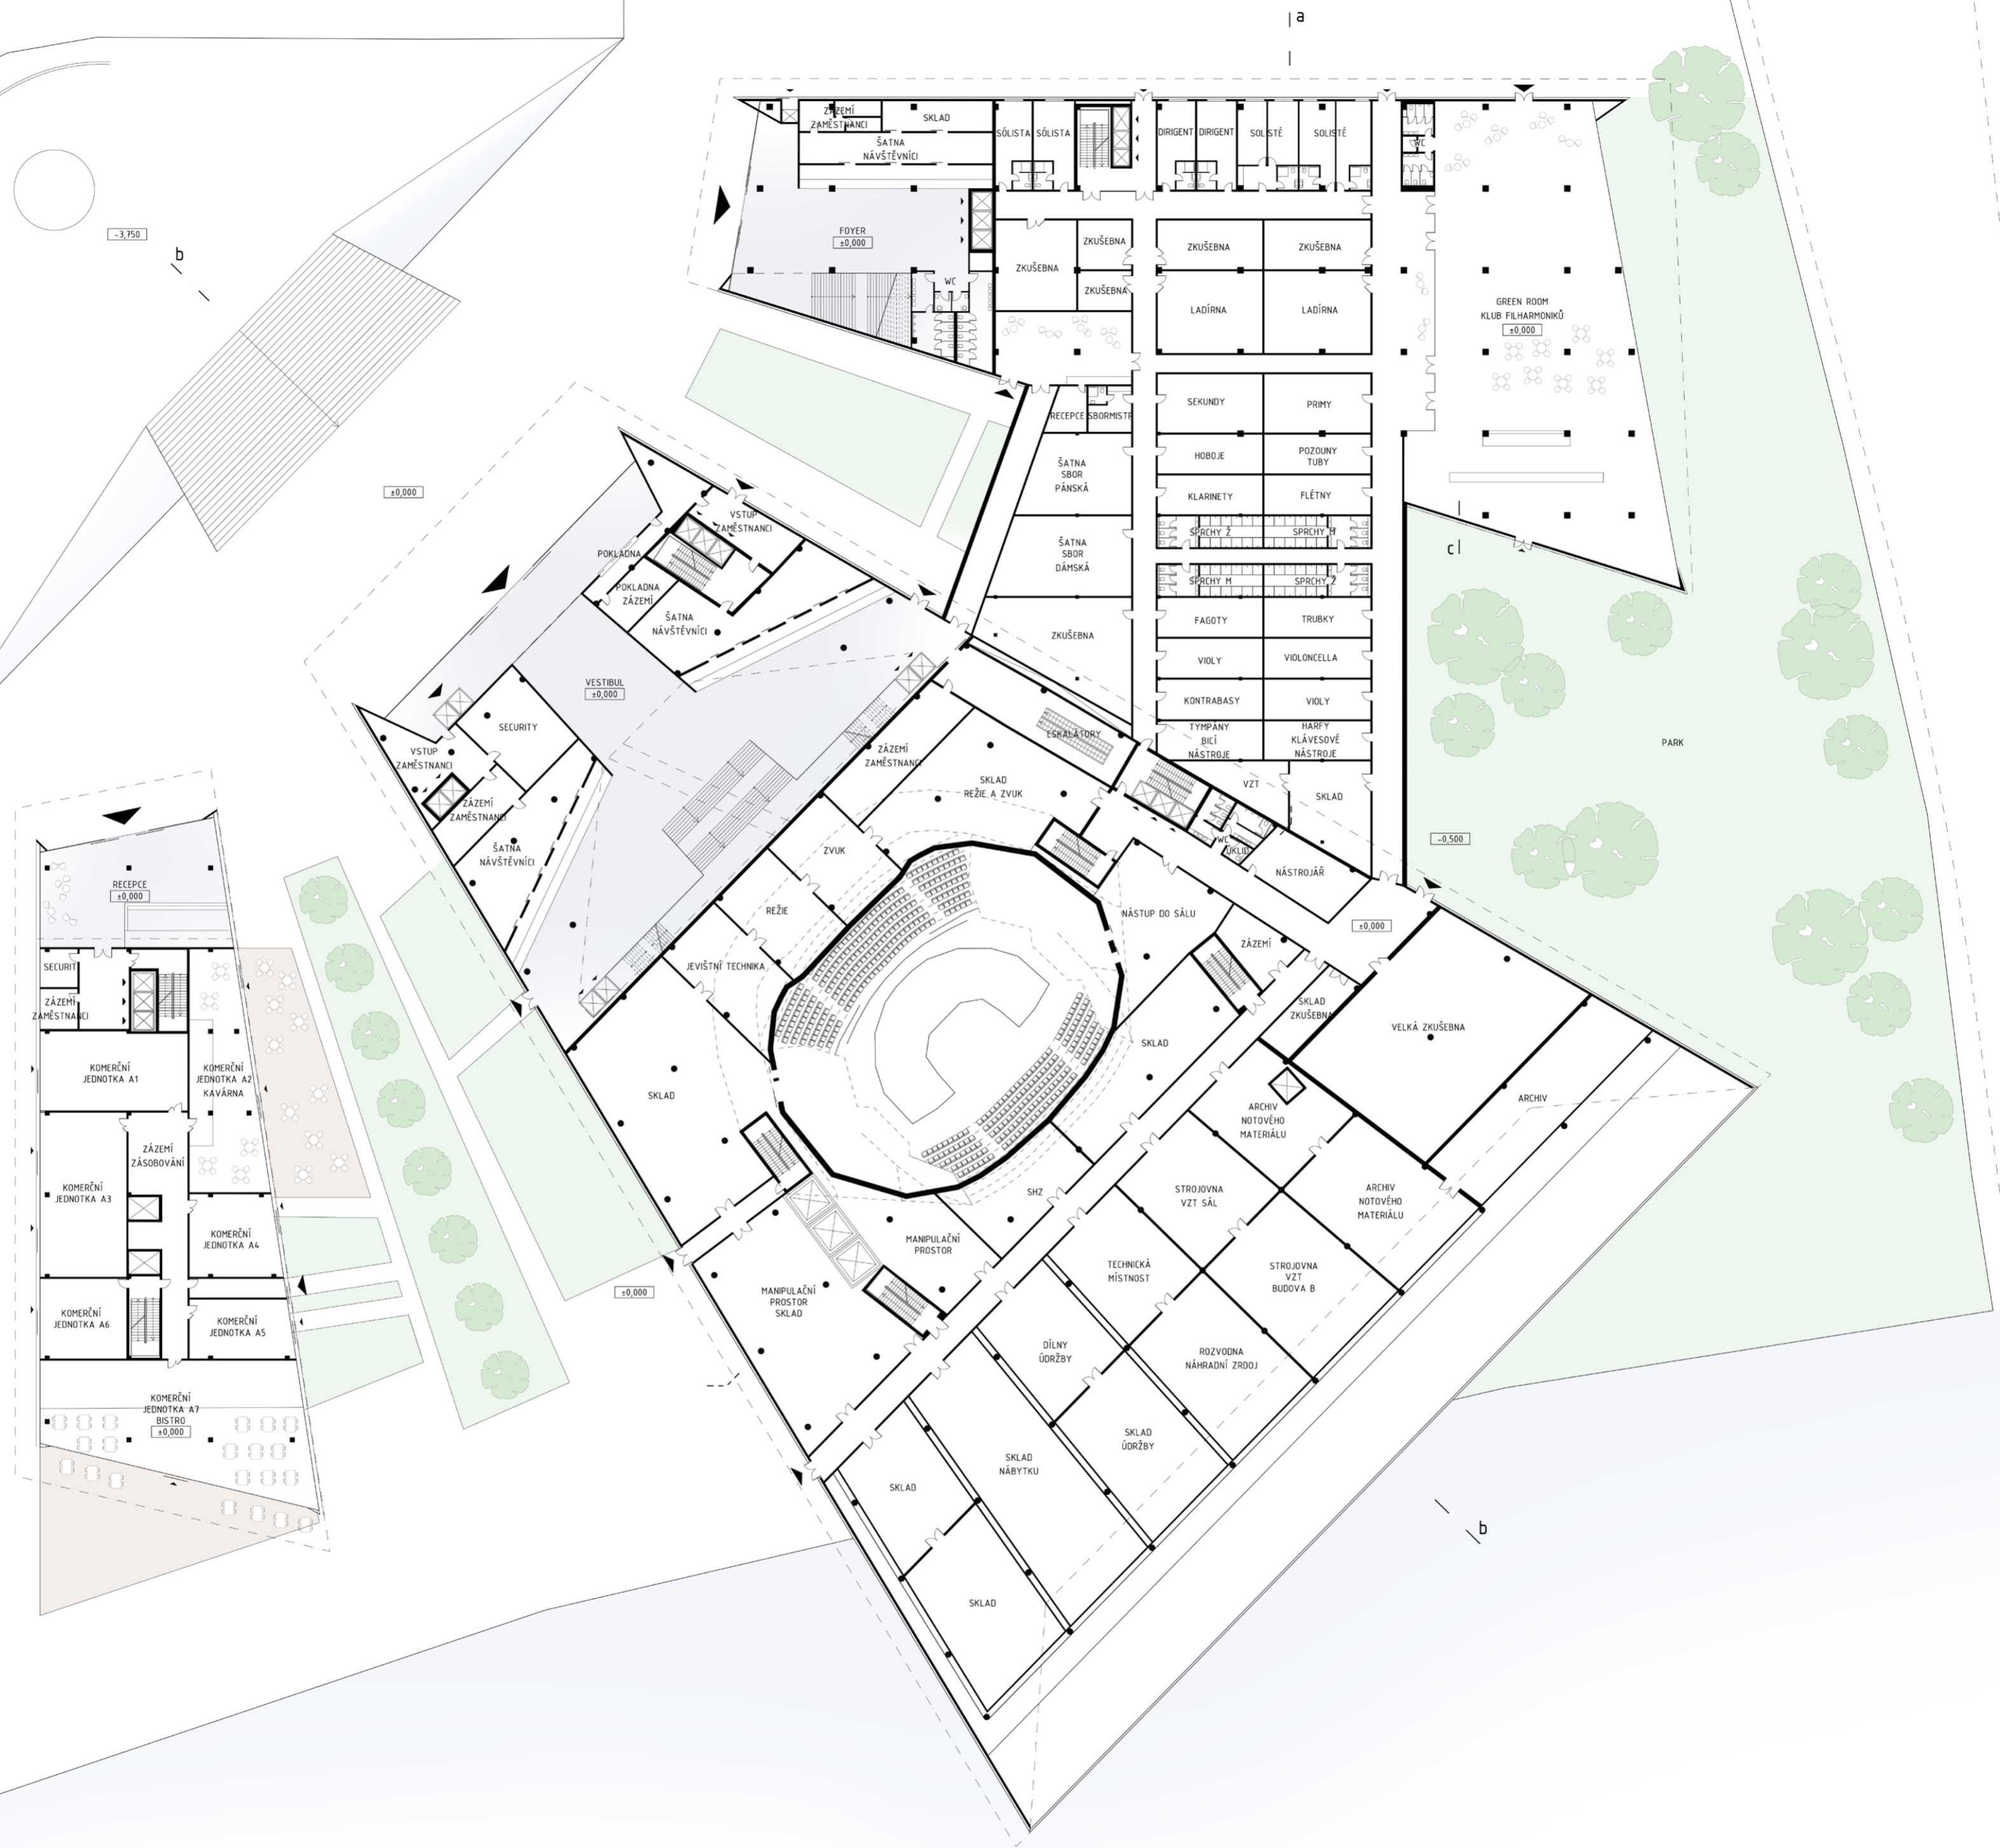 a
ZÁZEMÍ
ZAMĚSTNANCI
SKLAD
ŠATNA
NÁVŠTĚVNÍCI
SÓLISTA
SÓLISTA
DIRIGENT
DIRIGENT
SOLISTÉ
SOLISTÉ
WC
-3,750
b
FOYER
±0,000
WC
ZKUŠEBNA
ZKUŠEBNA
ZKUŠEBNA
ZKUŠEBNA
ZKUŠEBNA
LADÍRNA
LADÍRNA
GREEN ROOM
KLUB FILHARMONIKŮ
±0,000
RECEPCE
SBORMISTR
SEKUNDY
PRIMY
HOBOJE
POZOUNY
TUBY
KLARINETY
FLÉTNY
ŠATNA
SBOR
PÁNSKÁ
SPRCHY Ž
SPRCHY M
ŠATNA
SBOR
DÁMSKÁ
SPRCHY M
SPRCHY Ž
c
±0,000
VSTUP
ZAMĚSTNANCI
POKLADNA
POKLADNA
ZÁZEMÍ
ŠATNA
NÁVŠTĚVNÍCI
ZKUŠEBNA
FAGOTY
TRUBKY
VIOLY
VIOLONCELLA
KONTRABASY
VIOLY
TYMPÁNY
BICÍ
NÁSTROJE
HARFY
KLÁVESOVÉ
NÁSTROJE
VESTIBUL
±0,000
SECURITY
VSTUP
ZAMĚSTNANCI
ZÁZEMÍ
ZAMĚSTNANCI
ŠATNA
NÁVŠTĚVNÍCI
ZÁZEMÍ
ZAMĚSTNANCI
ESKALÁTORY
SKLAD
REŽIE A ZVUK
VZT
SKLAD
PARK
WC
ÚKLID
NÁSTROJÁŘ
-0,500
ZVUK
REŽIE
JEVIŠTNÍ TECHNIKA
NÁSTUP DO SÁLU
ZÁZEMÍ
±0,000
RECEPCE
±0,000
SECURIT
ZÁZEMÍ
ZAMĚSTNANCI
KOMERČNÍ
JEDNOTKA A1
KOMERČNÍ
JEDNOTKA A2
KAVÁRNA
SKLAD
ZKUŠEBNA
VELKÁ ZKUŠEBNA
SKLAD
SKLAD
ARCHIV
NOTOVÉHO
MATERIÁLU
ARCHIV
ZÁZEMÍ
ZÁSOBOVÁNÍ
KOMERČNÍ
JEDNOTKA A3
KOMERČNÍ
JEDNOTKA A4
SHZ
STROJOVNA
VZT SÁL
ARCHIV
NOTOVÉHO
MATERIÁLU
MANIPULAČNÍ
PROSTOR
TECHNICKÁ
MÍSTNOST
STROJOVNA
VZT
BUDOVA B
±0,000
MANIPULAČNÍ
PROSTOR
SKLAD
KOMERČNÍ
JEDNOTKA A6
KOMERČNÍ
JEDNOTKA A5
DÍLNY
ÚDRŽBY
ROZVODNA
NÁHRADNÍ ZRDOJ
KOMERČNÍ
JEDNOTKA A7
BISTRO
±0,000
SKLAD
ÚDRŽBY
SKLAD
NÁBYTKU
SKLAD
b
SKLAD